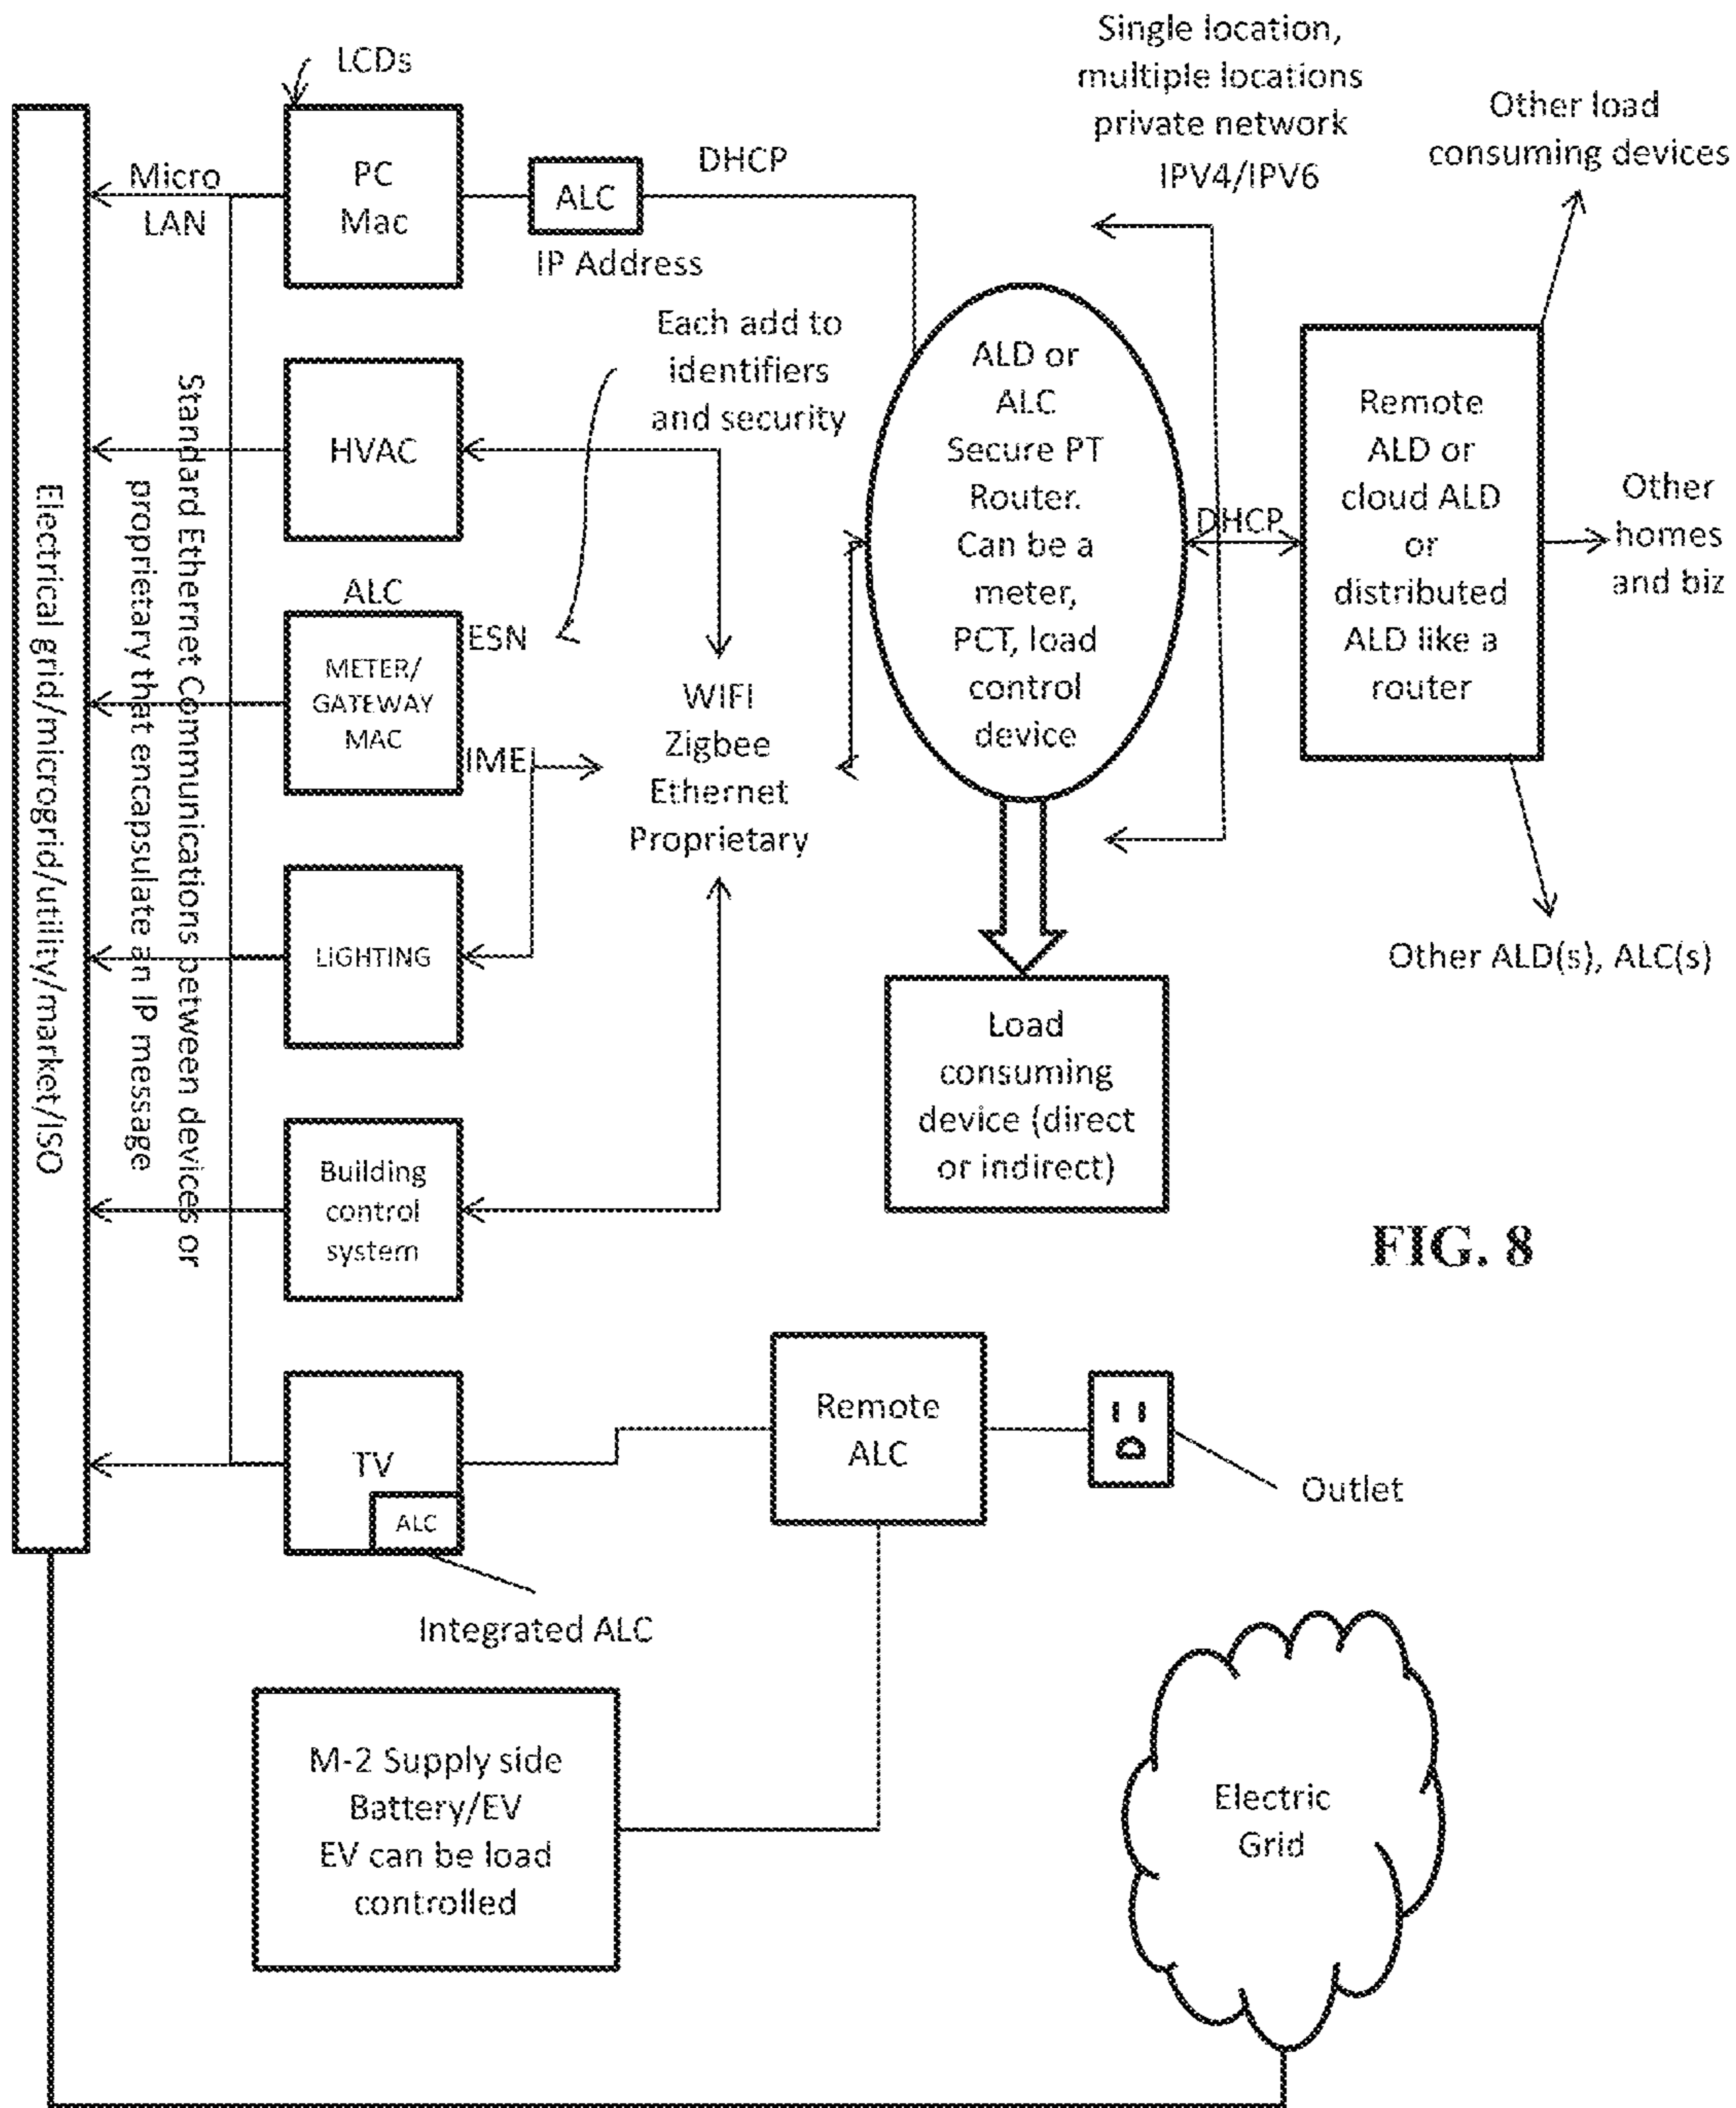 LCDs
Single location,
multiple locations
private network
IPV4/IPV6
Other load
consuming devices
Micro
LAN
PC
Mac
ALC
IP Address
DHCP
Each add to
identifiers
and security
HVAC
ALC
METER/
GATEWAY
MAC
ESN
IMEI
WIFI
Zigbee
Ethernet
Proprietary
LIGHTING
Building
control
system
ALD or
ALC
Secure PT
Router.
Can be a
meter,
PCT, load
control
device
DHCP
Remote
ALD or
cloud ALD
or
distributed
ALD like a
router
Other
homes
and biz
Other ALD(s), ALC(s)
Load
consuming
device (direct
or indirect)
Electrical grid/microgrid/utility/market/ISO
Standard Ethernet Communications between devices or
proprietary that encapsulate an IP message
FIG. 8
TV
ALC
Integrated ALC
Remote
ALC
Outlet
M-2 Supply side
Battery/EV
EV can be load
controlled
Electric
Grid